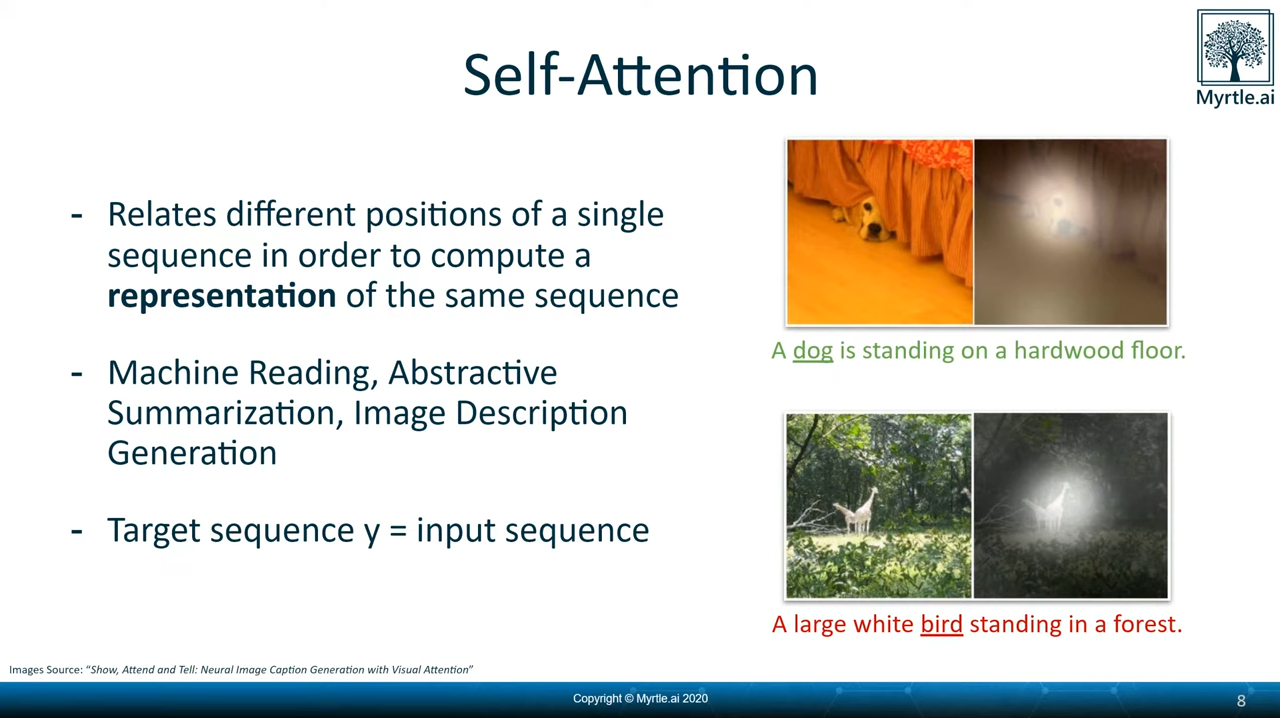 Self-Attention
Myrtle.ai
- Relates different positions of a single
sequence in order to compute a
representation of the same sequence
- Machine Reading, Abstractive
Summarization, Image Description
Generation
- Target sequence y = input sequence
A dog is standing on a hardwood floor.
A large white bird standing in a forest.
Images Source: “Show, Attend and Tell: Neural Image Caption Generation with Visual Attention”
Copyright © Myrtle.ai 2020
8